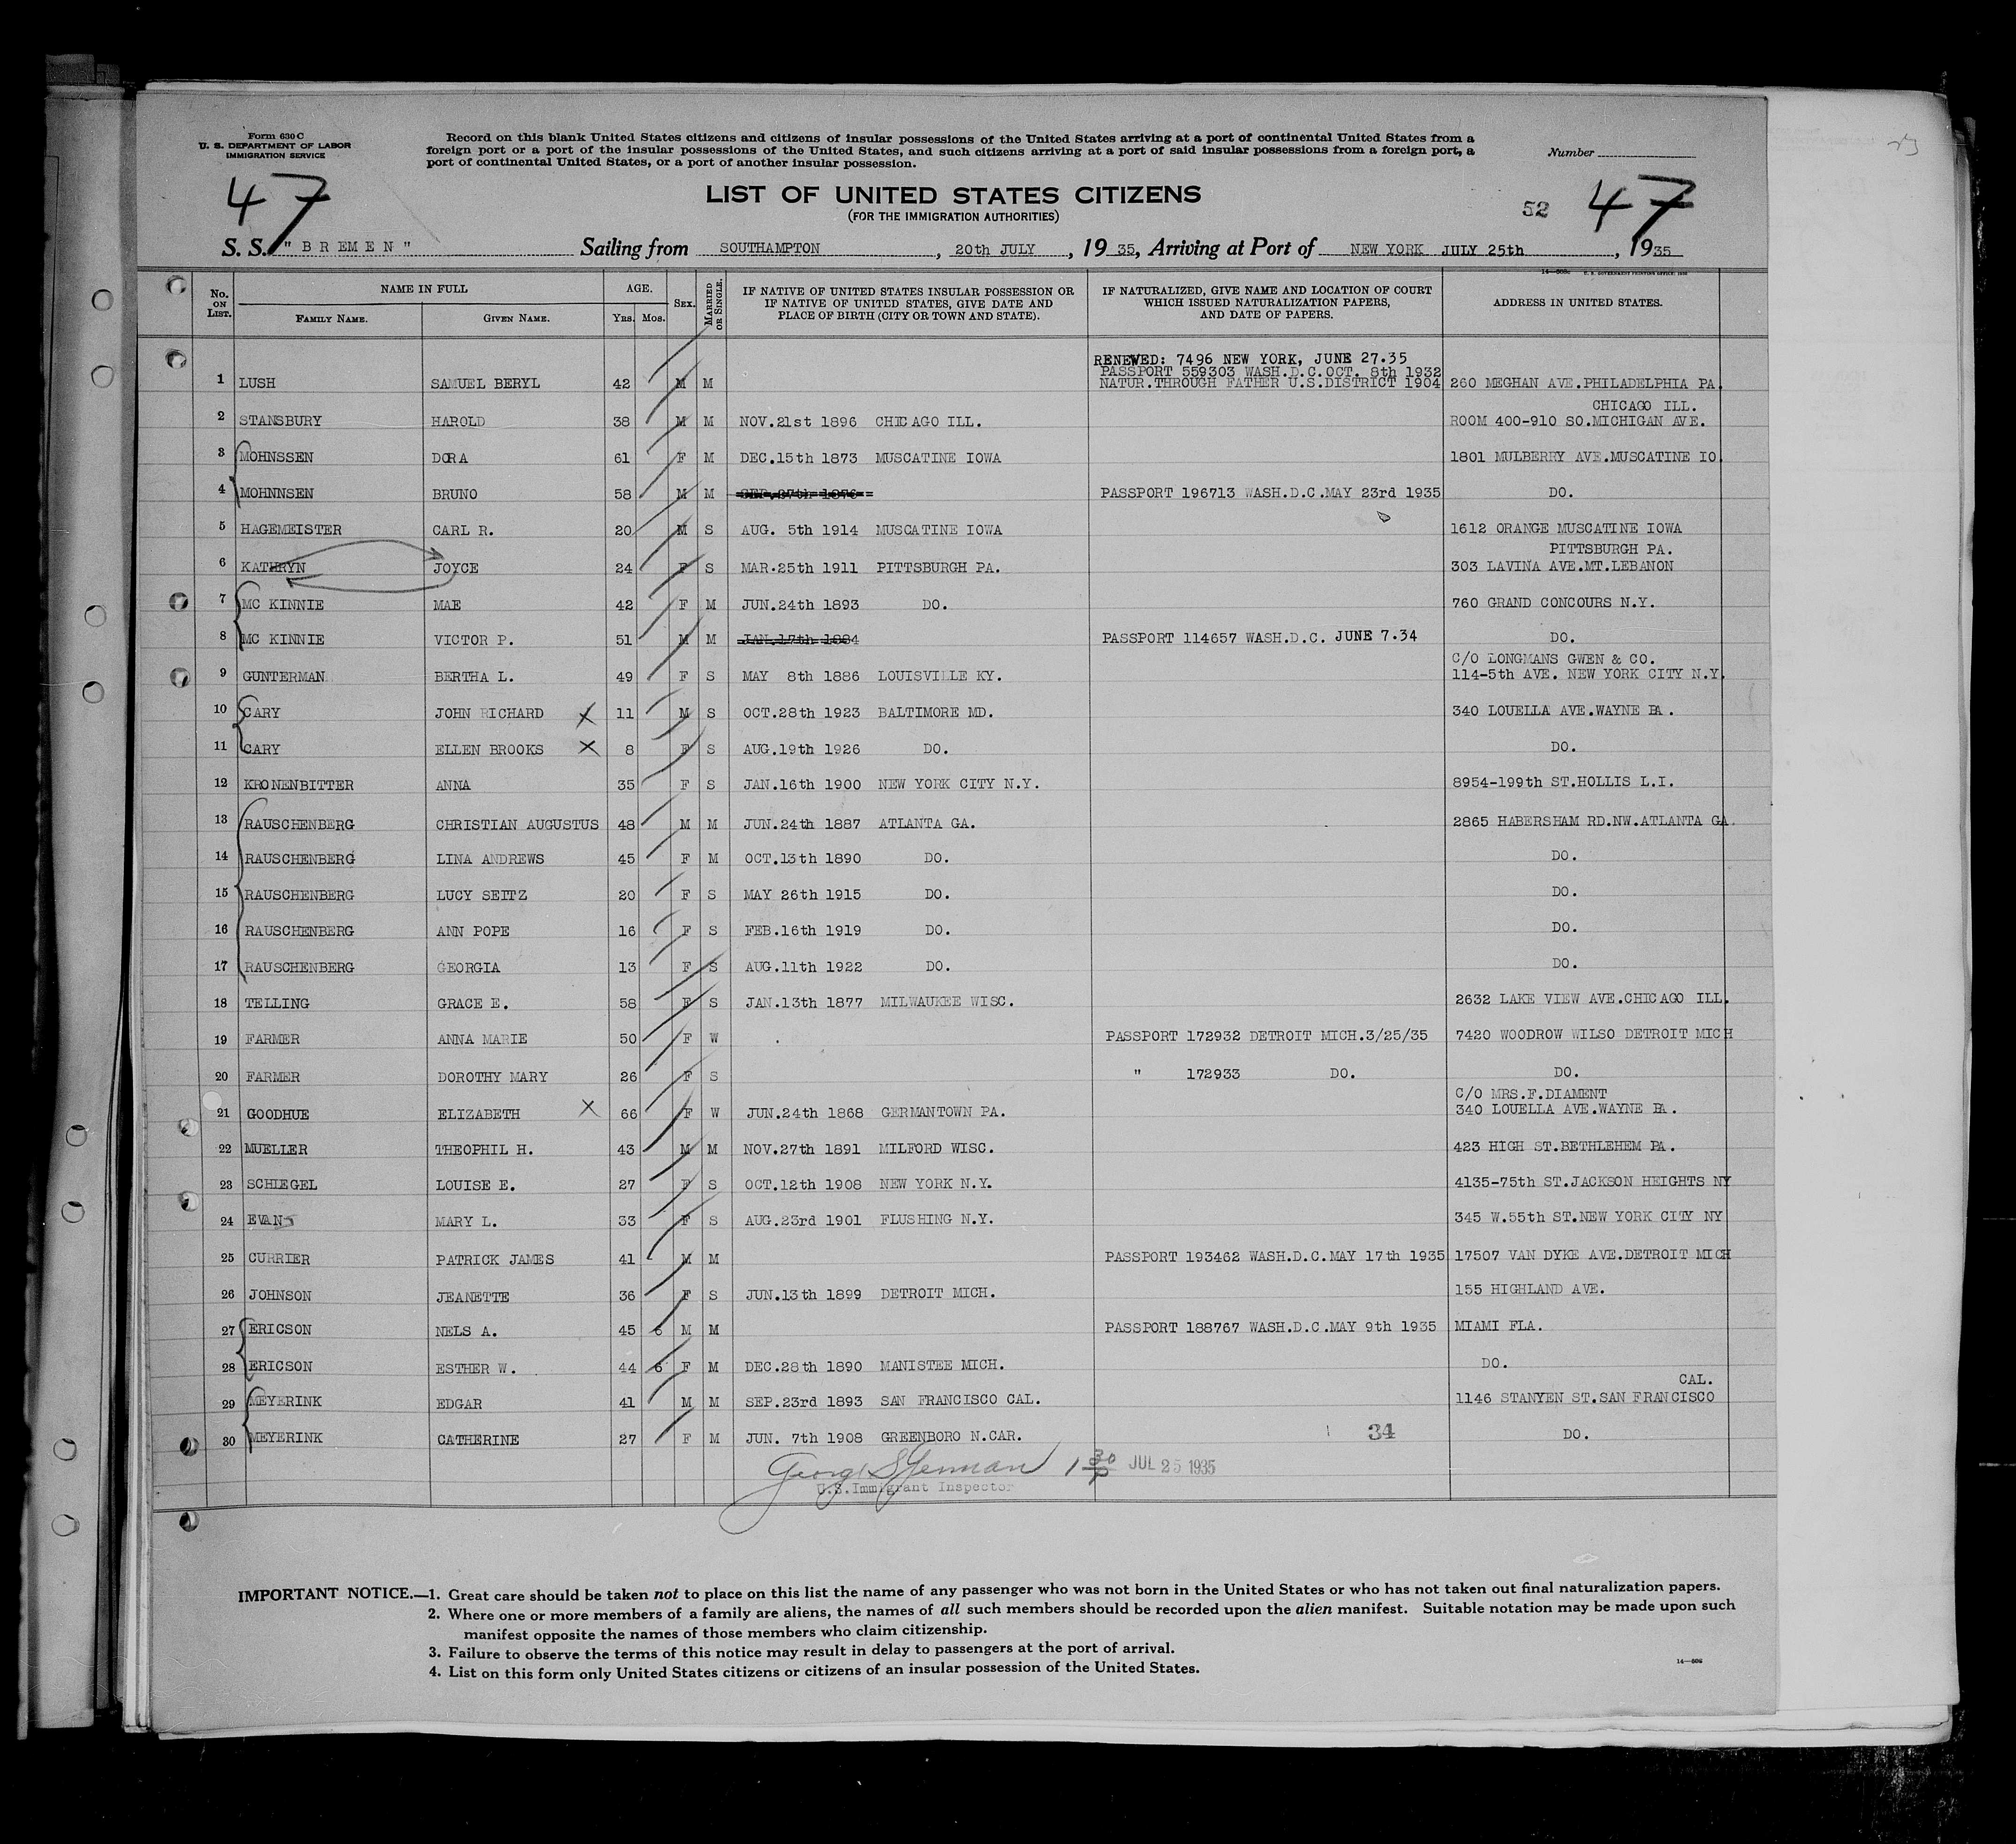 Form 630 C
U. S. DEPARTMENT OF LABOR
IMMIGRATION SERVICE
Record on this blank United States citizens and citizens of insular possessions of the United States arriving at a port of continental United States from a
foreign port or a port of the insular possessions of the United States, and such citizens arriving at a port of said insular possessions from a foreign port, a
port of continental United States, or a port of another insular possession.
Number
47
LIST OF UNITED STATES CITIZENS
(FOR THE IMMIGRATION AUTHORITIES)
52 47
S. S. "BREMEN" Sailing from SOUTHAMPTON, 20th JULY, 1935, Arriving at Port of NEW YORK JULY 25th, 1935
No. ON LIST. NAME IN FULL FAMILY NAME. GIVEN NAME. AGE. YRS. MOS. SEX. MARRIED OR SINGLE. IF NATIVE OF UNITED STATES INSULAR POSSESSION OR IF NATIVE OF UNITED STATES, GIVE DATE AND PLACE OF BIRTH (CITY OR TOWN AND STATE). IF NATURALIZED, GIVE NAME AND LOCATION OF COURT WHICH ISSUED NATURALIZATION PAPERS, AND DATE OF PAPERS. ADDRESS IN UNITED STATES.
RENEWED: 7496 NEW YORK, JUNE 27.35
PASSPORT 559303 WASH.D.C.OCT. 8th 1932
1 LUSH SAMUEL BERYL 42 M M NATUR.THROUGH FATHER U.S.DISTRICT 1904 260 MEGHAN AVE.PHILADELPHIA PA.
CHICAGO ILL.
2 STANSBURY HAROLD 38 M M NOV.21st 1896 CHICAGO ILL. ROOM 400-910 SO.MICHIGAN AVE.
3 MOHNSSEN DORA 61 F M DEC.15th 1873 MUSCATINE IOWA 1801 MULBERRY AVE.MUSCATINE IO.
4 MOHNNSEN BRUNO 58 M M SEP.27th 1876 PASSPORT 196713 WASH.D.C.MAY 23rd 1935 DO.
5 HAGEMEISTER CARL R. 20 M S AUG. 5th 1914 MUSCATINE IOWA 1612 ORANGE MUSCATINE IOWA
PITTSBURGH PA.
6 KATHRYN JOYCE 24 F S MAR.25th 1911 PITTSBURGH PA. 303 LAVINA AVE.MT.LEBANON
7 MC KINNIE MAE 42 F M JUN.24th 1893 DO. 760 GRAND CONCOURS N.Y.
8 MC KINNIE VICTOR P. 51 M M JAN.17th 1884 PASSPORT 114657 WASH.D.C. JUNE 7.34 DO.
C/O LONGMANS GWEN & CO.
9 GUNTERMAN BERTHA L. 49 F S MAY 8th 1886 LOUISVILLE KY. 114-5th AVE. NEW YORK CITY N.Y.
10 CARY JOHN RICHARD X 11 M S OCT.28th 1923 BALTIMORE MD. 340 LOUELLA AVE.WAYNE PA.
11 CARY ELLEN BROOKS X 8 F S AUG.19th 1926 DO. DO.
12 KRONENBITTER ANNA 35 F S JAN.16th 1900 NEW YORK CITY N.Y. 8954-199th ST.HOLLIS L.I.
13 RAUSCHENBERG CHRISTIAN AUGUSTUS 48 M M JUN.24th 1887 ATLANTA GA. 2865 HABERSHAM RD.NW.ATLANTA GA.
14 RAUSCHENBERG LINA ANDREWS 45 F M OCT.13th 1890 DO. DO.
15 RAUSCHENBERG LUCY SEITZ 20 F S MAY 26th 1915 DO. DO.
16 RAUSCHENBERG ANN POPE 16 F S FEB.16th 1919 DO. DO.
17 RAUSCHENBERG GEORGIA 13 F S AUG.11th 1922 DO. DO.
18 TELLING GRACE E. 58 F S JAN.13th 1877 MILWAUKEE WISC. 2632 LAKE VIEW AVE.CHICAGO ILL.
19 FARMER ANNA MARIE 50 F W PASSPORT 172932 DETROIT MICH.3/25/35 7420 WOODROW WILSO DETROIT MICH
20 FARMER DOROTHY MARY 26 F S " 172933 DO. DO.
C/O MRS.F.DIAMENT
21 GOODHUE ELIZABETH X 66 F W JUN.24th 1868 GERMANTOWN PA. 340 LOUELLA AVE.WAYNE PA.
22 MUELLER THEOPHIL H. 43 M M NOV.27th 1891 MILFORD WISC. 423 HIGH ST.BETHLEHEM PA.
23 SCHLEGEL LOUISE E. 27 F S OCT.12th 1908 NEW YORK N.Y. 4135-75th ST.JACKSON HEIGHTS NY
24 EVANS MARY L. 33 F S AUG.23rd 1901 FLUSHING N.Y. 345 W.55th ST.NEW YORK CITY NY
25 CURRIER PATRICK JAMES 41 M M PASSPORT 193462 WASH.D.C.MAY 17th 1935 17507 VAN DYKE AVE.DETROIT MICH
26 JOHNSON JEANETTE 36 F S JUN.13th 1899 DETROIT MICH. 155 HIGHLAND AVE.
27 ERICSON NELS A. 45 6 M M PASSPORT 188767 WASH.D.C.MAY 9th 1935 MIAMI FLA.
28 ERICSON ESTHER W. 44 6 F M DEC.28th 1890 MANISTEE MICH. DO.
CAL.
29 MEYERINK EDGAR 41 M M SEP.23rd 1893 SAN FRANCISCO CAL. 1146 STANYEN ST.SAN FRANCISCO
30 MEYERINK CATHERINE 27 F M JUN. 7th 1908 GREENBORO N.CAR. 34 DO.
1 30 P JUL 25 1935
U.S.Immigrant Inspector
IMPORTANT NOTICE.—1. Great care should be taken not to place on this list the name of any passenger who was not born in the United States or who has not taken out final naturalization papers.
2. Where one or more members of a family are aliens, the names of all such members should be recorded upon the alien manifest. Suitable notation may be made upon such
manifest opposite the names of those members who claim citizenship.
3. Failure to observe the terms of this notice may result in delay to passengers at the port of arrival.
4. List on this form only United States citizens or citizens of an insular possession of the United States.